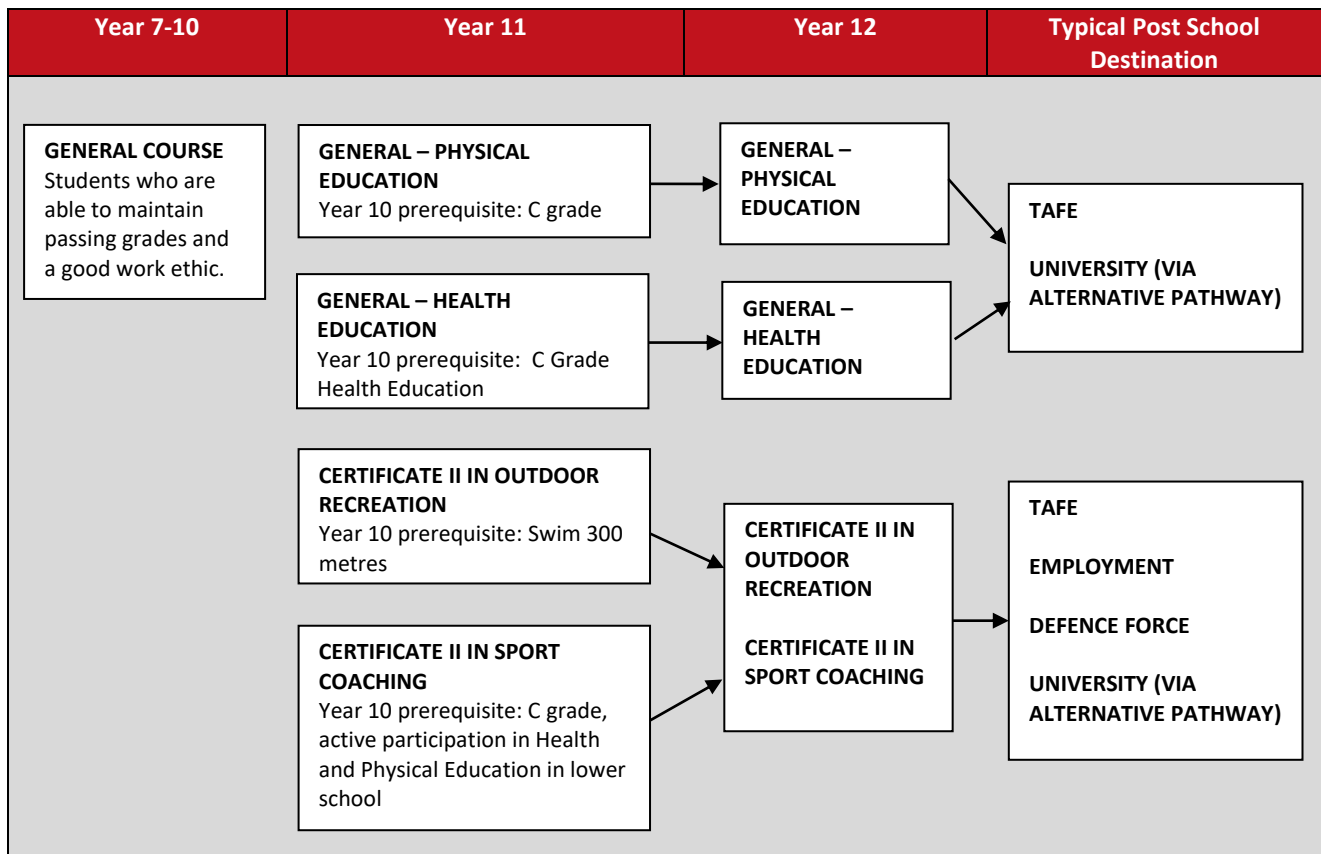 Year 7-10
Year 11
Year 12
Typical Post School
Destination
GENERAL COURSE
Students who are
able to maintain
passing grades and
a good work ethic.
GENERAL – PHYSICAL
EDUCATION
Year 10 prerequisite: C grade
GENERAL – HEALTH
EDUCATION
Year 10 prerequisite:  C Grade
Health Education
CERTIFICATE II IN OUTDOOR
RECREATION
Year 10 prerequisite: Swim 300
metres
CERTIFICATE II IN SPORT
COACHING
Year 10 prerequisite: C grade,
active participation in Health
and Physical Education in lower
school
GENERAL –
PHYSICAL
EDUCATION
GENERAL –
HEALTH
EDUCATION
CERTIFICATE II IN
OUTDOOR
RECREATION
CERTIFICATE II IN
SPORT COACHING
TAFE
UNIVERSITY (VIA
ALTERNATIVE PATHWAY)
TAFE
EMPLOYMENT
DEFENCE FORCE
UNIVERSITY (VIA
ALTERNATIVE PATHWAY)